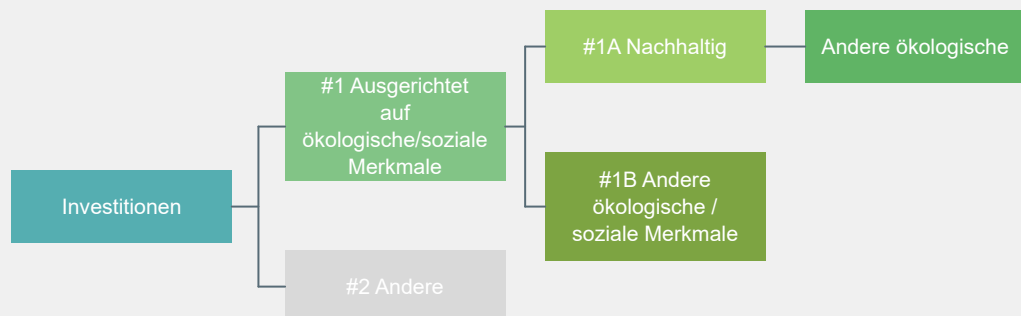 Investitionen
#1 Ausgerichtet
auf
ökologische/soziale
Merkmale
#2 Andere
#1A Nachhaltig
#1B Andere
ökologische /
soziale Merkmale
Andere ökologische